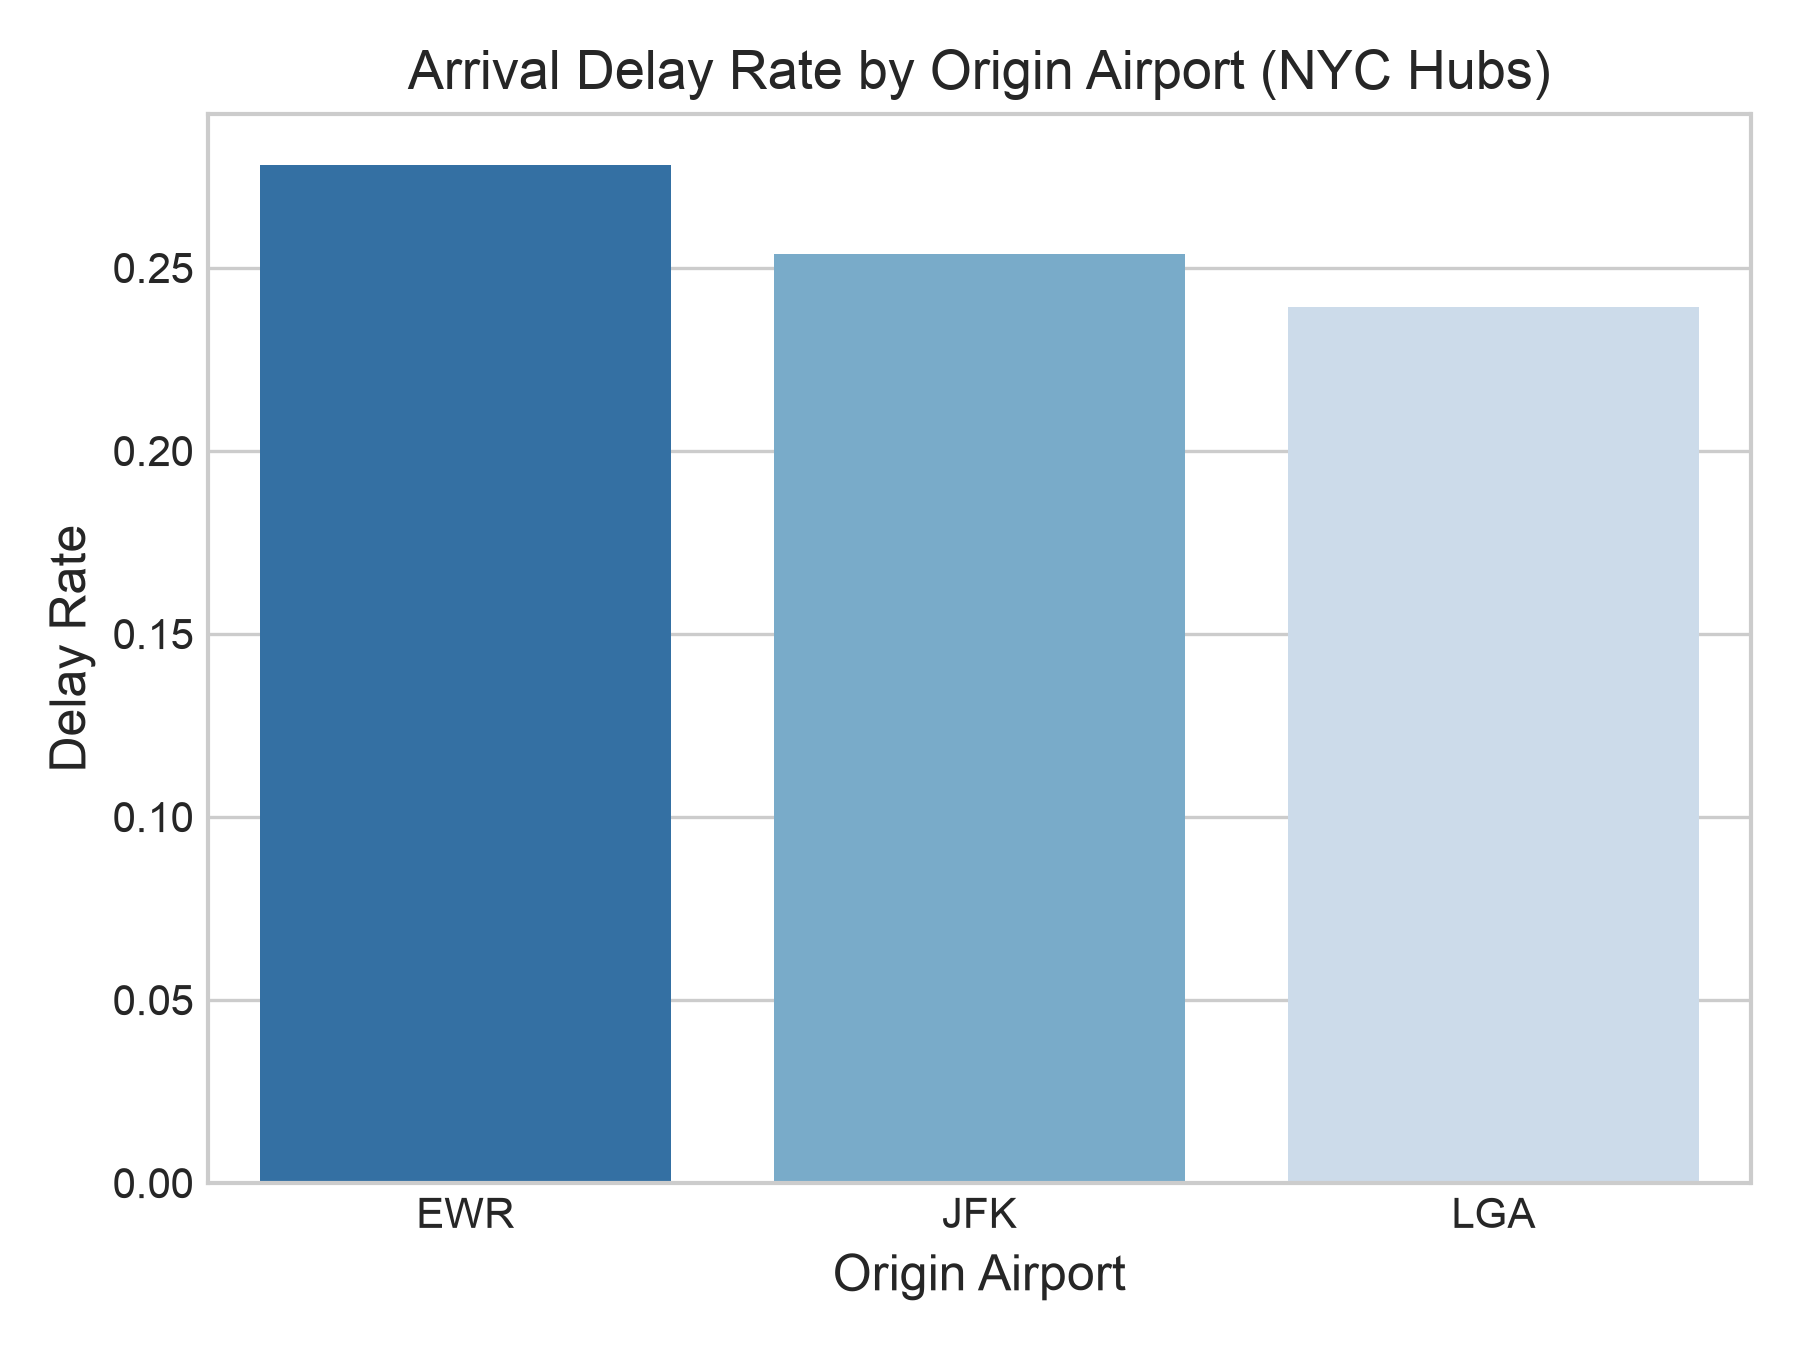 Arrival Delay Rate by Origin Airport (NYC Hubs)
Delay Rate
0.25
0.20
0.15
0.10
0.05
0.00
EWR JFK LGA
Origin Airport